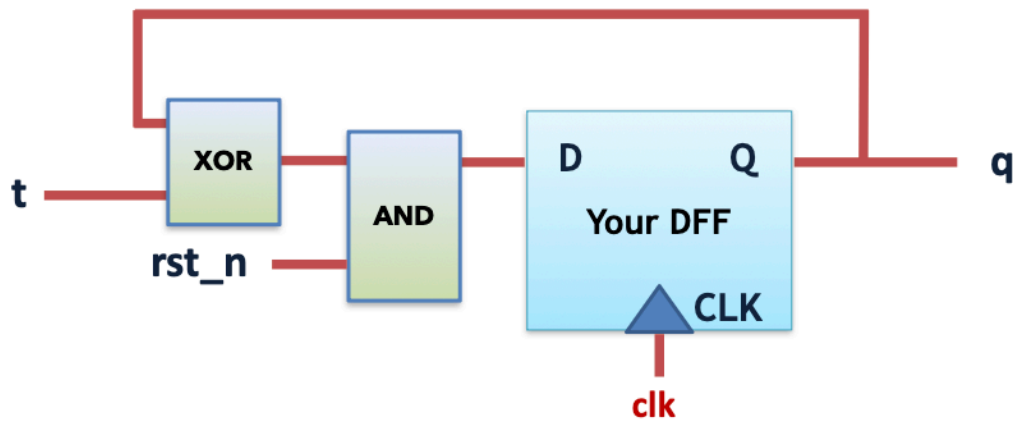 XOR
D
Q
q
t
AND
Your DFF
rst_n
CLK
clk